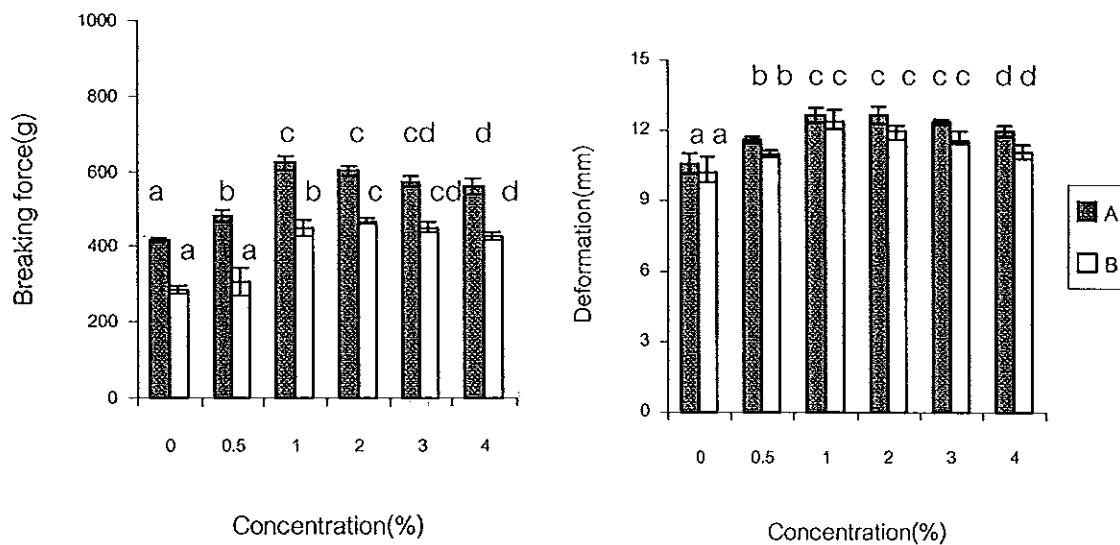 1000
800
600
400
200
0
Breaking force(g)
a
a
b
a
c
b
c
c
cd
cd
d
d
0 0.5 1 2 3 4
Concentration(%)
15
12
9
6
3
0
Deformation(mm)
a a
b b
c c
c c
c c
d d
0 0.5 1 2 3 4
Concentration(%)
A
B